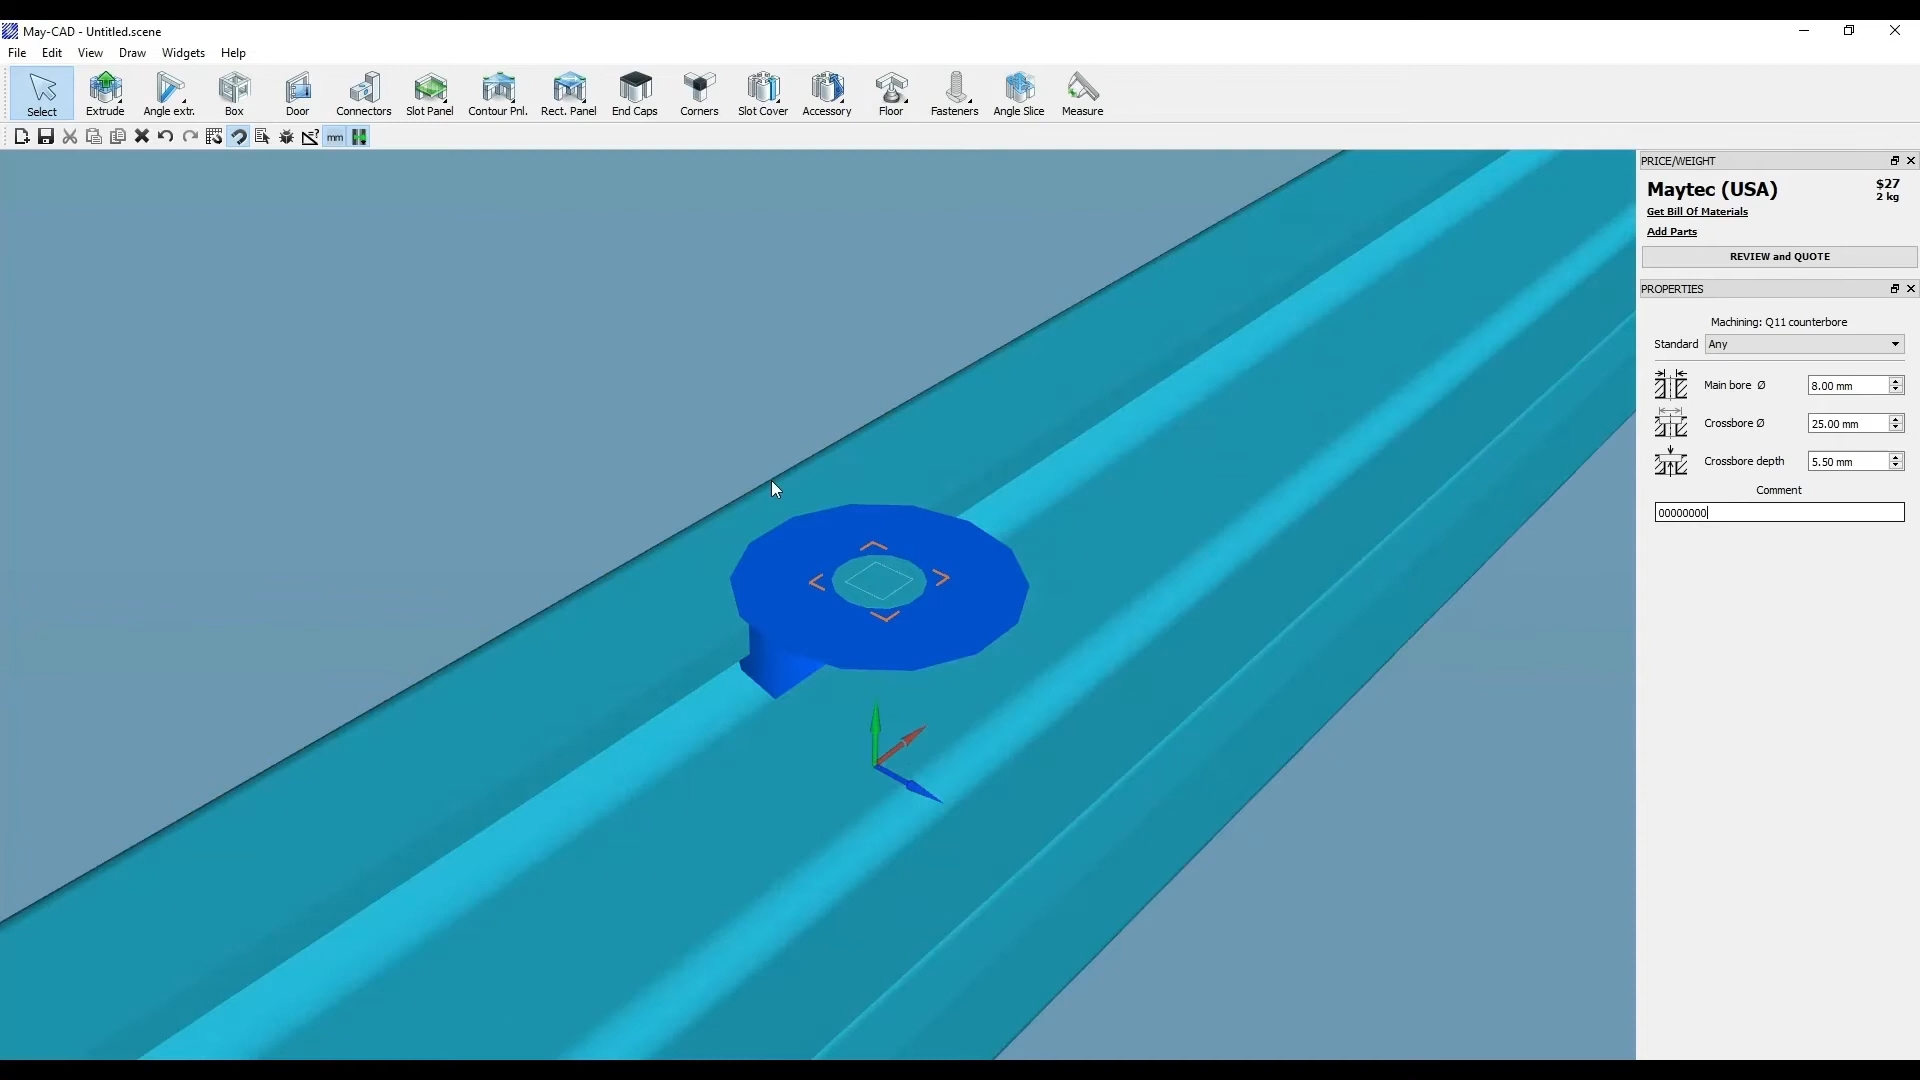 May-CAD - Untitled.scene
File Edit View Draw Widgets Help
Select Extrude Angle extr. Box Door Connectors Slot Panel Contour Pnl. Rect. Panel End Caps Corners Slot Cover Accessory Floor Fasteners Angle Slice Measure
mm
PRICE/WEIGHT
Maytec (USA) $27
2 kg
Get Bill Of Materials
Add Parts
REVIEW and QUOTE
PROPERTIES
Machining: Q11 counterbore
Standard Any
Main bore Ø 8.00 mm
Crossbore Ø 25.00 mm
Crossbore depth 5.50 mm
Comment
00000000